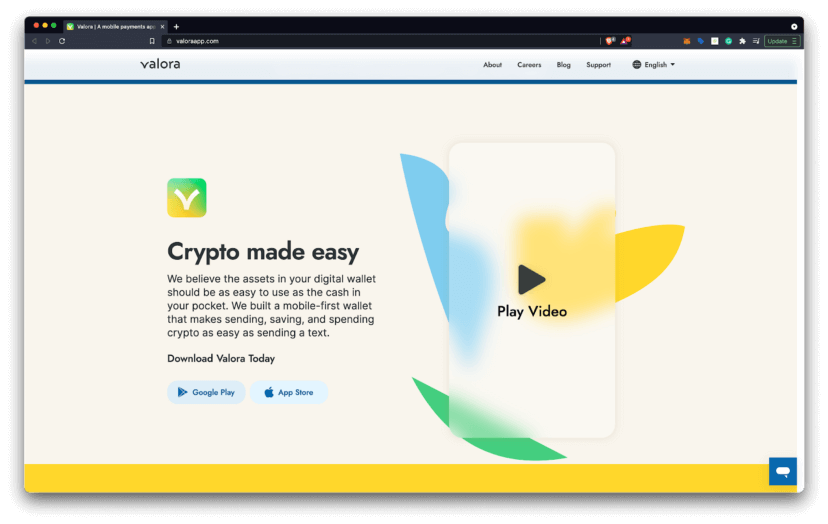 Valora | A mobile payments app
valoraapp.com
Update
valora
About Careers Blog Support English
Crypto made easy
We believe the assets in your digital wallet
should be as easy to use as the cash in
your pocket. We built a mobile-first wallet
that makes sending, saving, and spending
crypto as easy as sending a text.
Download Valora Today
Google Play App Store
Play Video